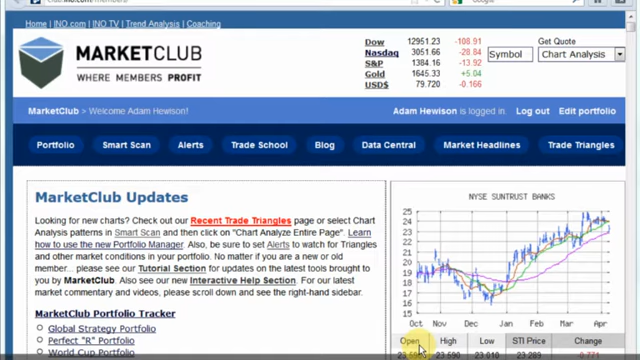 Home | INO.com | INO TV | Trend Analysis | Coaching
MARKETCLUB
WHERE MEMBERS PROFIT
Dow 12951.23 -108.91
Nasdaq 3051.66 -28.84
S&P 1384.16 -13.92
Gold 1645.33 +5.04
USD$ 79.720 -0.166
Get Quote
Symbol Chart Analysis
MarketClub > Welcome Adam Hewison!
Adam Hewison is logged in. Log out Edit portfolio
Portfolio Smart Scan Alerts Trade School Blog Data Central Market Headlines Trade Triangles
MarketClub Updates
Looking for new charts? Check out our Recent Trade Triangles page or select Chart
Analysis patterns in Smart Scan and then click on "Chart Analyze Entire Page". Learn
how to use the new Portfolio Manager. Also, be sure to set Alerts to watch for Triangles
and other market conditions in your portfolio. No matter if you are a new or old
member... please see our Tutorial Section for updates on the latest tools brought to
you by MarketClub. Also see our new Interactive Help Section. For our latest
market commentary and videos, please scroll down and see the right-hand sidebar.
MarketClub Portfolio Tracker
Global Strategy Portfolio
Perfect "R" Portfolio
World Cup Portfolio
NYSE SUNTRUST BANKS
25
24
23
22
21
20
19
18
17
16
15
Oct Nov Dec Jan Feb Mar Apr
Open High Low STI Price Change
23.590 23.010 23.289 -0.771